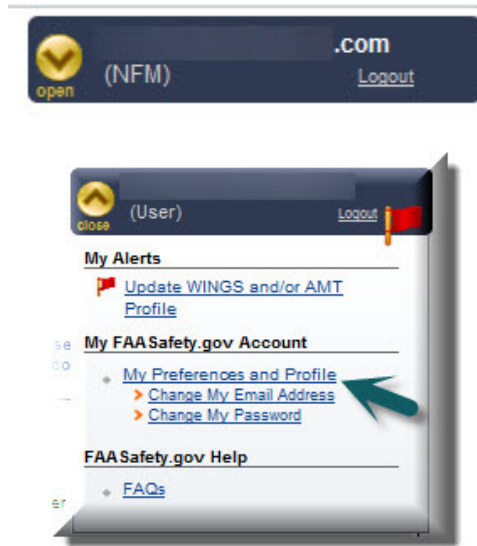 .com
(NFM)
Logout
open
(User)
Logout
close
My Alerts
Update WINGS and/or AMT
Profile
My FAASafety.gov Account
My Preferences and Profile
> Change My Email Address
> Change My Password
FAASafety.gov Help
FAQs